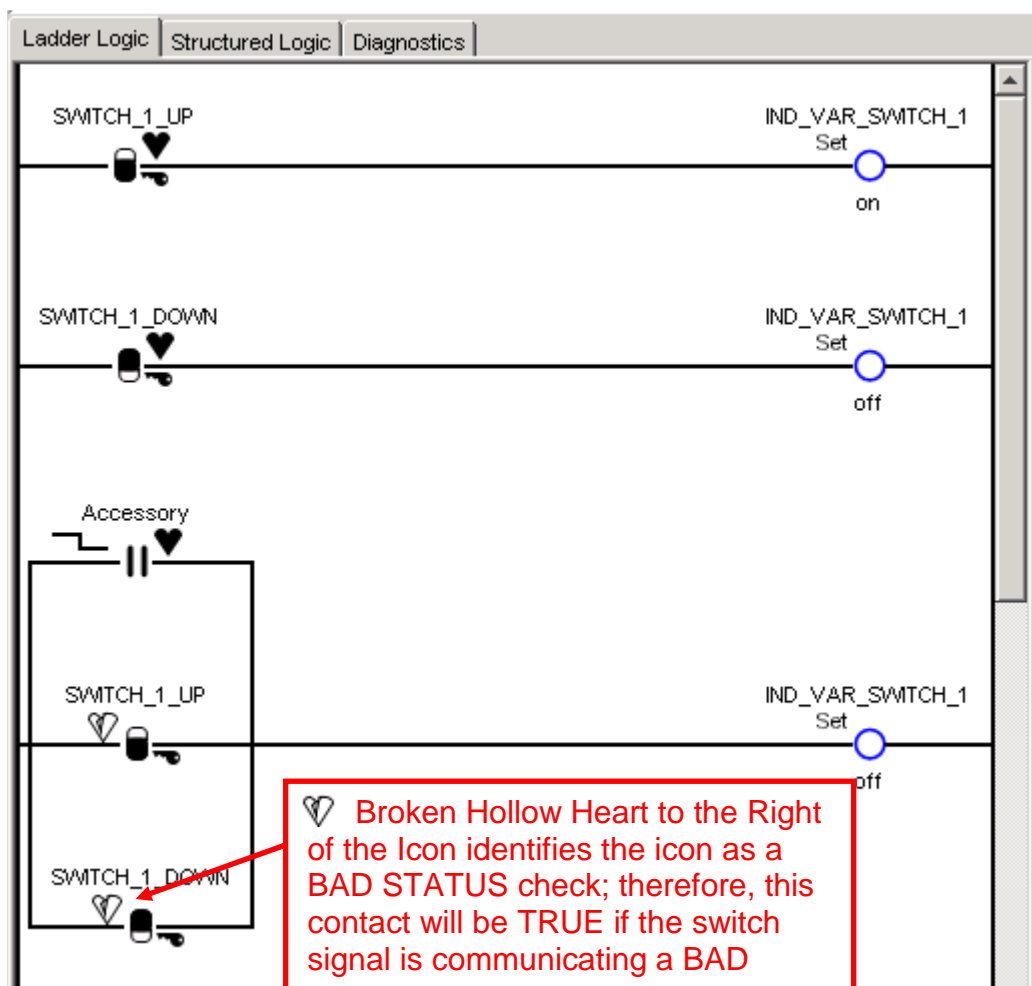 Ladder Logic Structured Logic Diagnostics
SWITCH_1_UP IND_VAR_SWITCH_1
Set
on
SWITCH_1_DOWN IND_VAR_SWITCH_1
Set
off
Accessory
SWITCH_1_UP IND_VAR_SWITCH_1
Set
off
SWITCH_1_DOWN
Broken Hollow Heart to the Right
of the Icon identifies the icon as a
BAD STATUS check; therefore, this
contact will be TRUE if the switch
signal is communicating a BAD